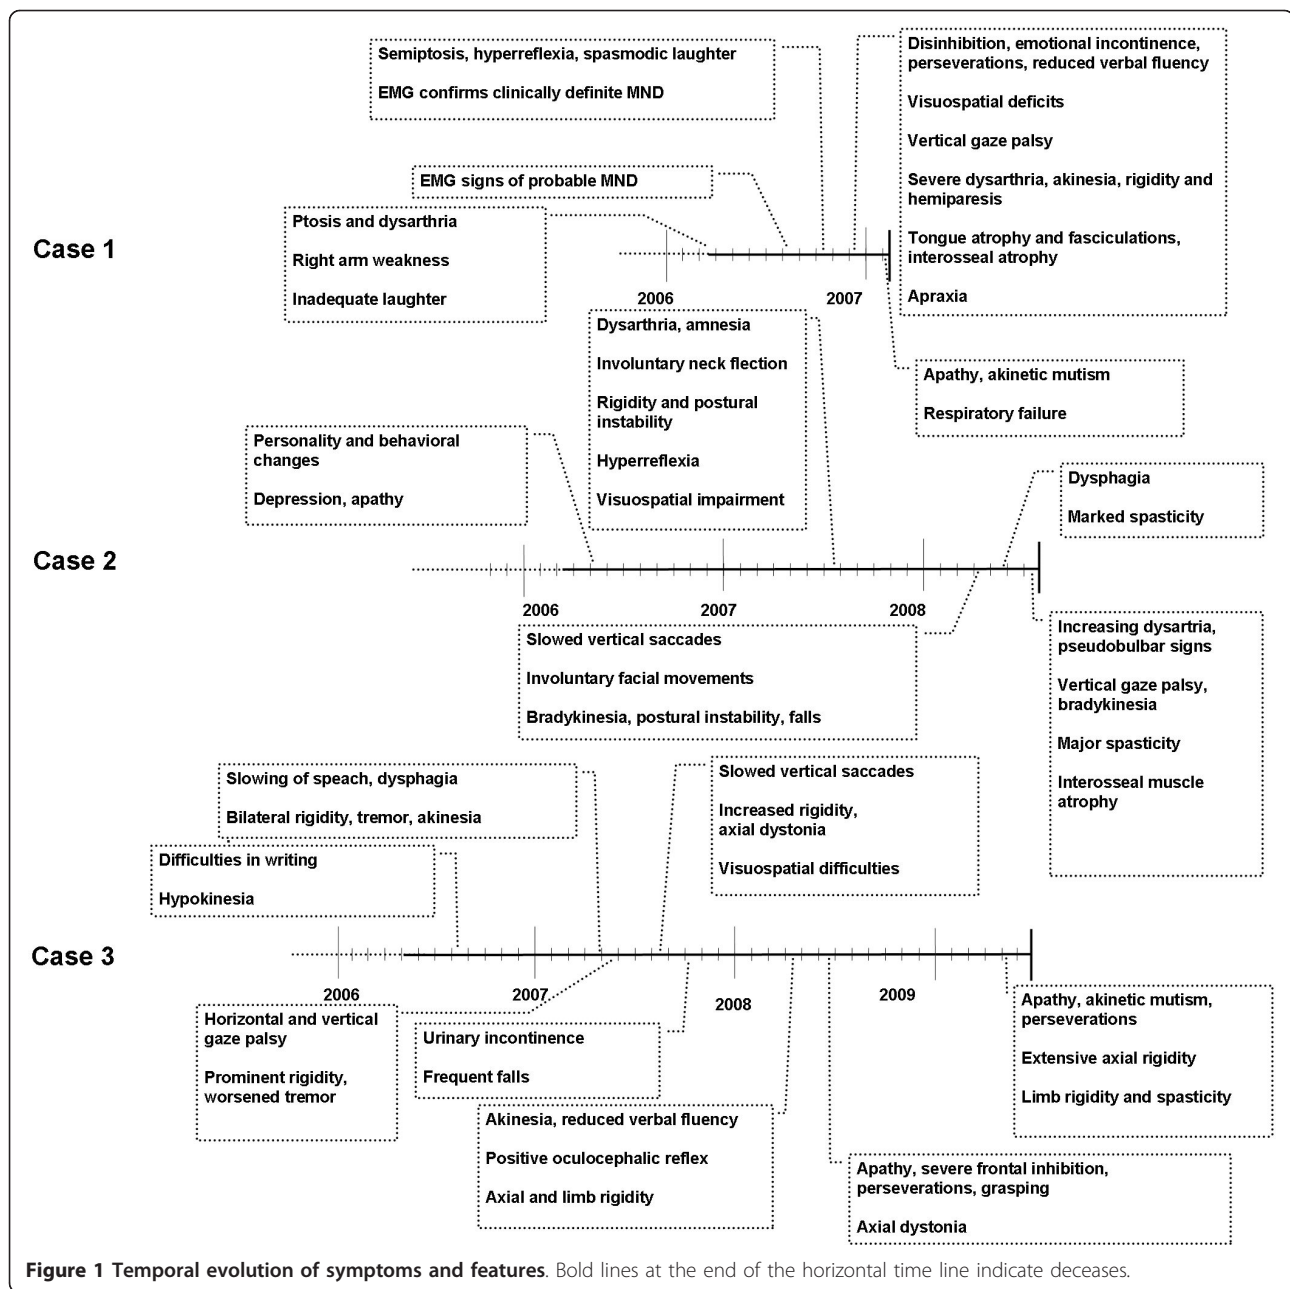 Semiptosis, hyperreflexia, spasmodic laughter
EMG confirms clinically definite MND
Disinhibition, emotional incontinence,
perseverations, reduced verbal fluency
Visuospatial deficits
Vertical gaze palsy
Severe dysarthria, akinesia, rigidity and
hemiparesis
Tongue atrophy and fasciculations,
interosseal atrophy
Apraxia
EMG signs of probable MND
Ptosis and dysarthria
Right arm weakness
Inadequate laughter
Case 1
2006
2007
Apathy, akinetic mutism
Respiratory failure
Dysarthria, amnesia
Involuntary neck flection
Rigidity and postural
instability
Hyperreflexia
Visuospatial impairment
Personality and behavioral
changes
Depression, apathy
Dysphagia
Marked spasticity
Case 2
2006
2007
2008
Slowed vertical saccades
Involuntary facial movements
Bradykinesia, postural instability, falls
Increasing dysartria,
pseudobulbar signs
Vertical gaze palsy,
bradykinesia
Major spasticity
Interosseal muscle
atrophy
Slowing of speach, dysphagia
Bilateral rigidity, tremor, akinesia
Slowed vertical saccades
Increased rigidity,
axial dystonia
Visuospatial difficulties
Difficulties in writing
Hypokinesia
Case 3
2006
2007
2008
2009
Horizontal and vertical
gaze palsy
Prominent rigidity,
worsened tremor
Urinary incontinence
Frequent falls
Apathy, akinetic mutism,
perseverations
Extensive axial rigidity
Limb rigidity and spasticity
Akinesia, reduced verbal fluency
Positive oculocephalic reflex
Axial and limb rigidity
Apathy, severe frontal inhibition,
perseverations, grasping
Axial dystonia
Figure 1 Temporal evolution of symptoms and features. Bold lines at the end of the horizontal time line indicate deceases.